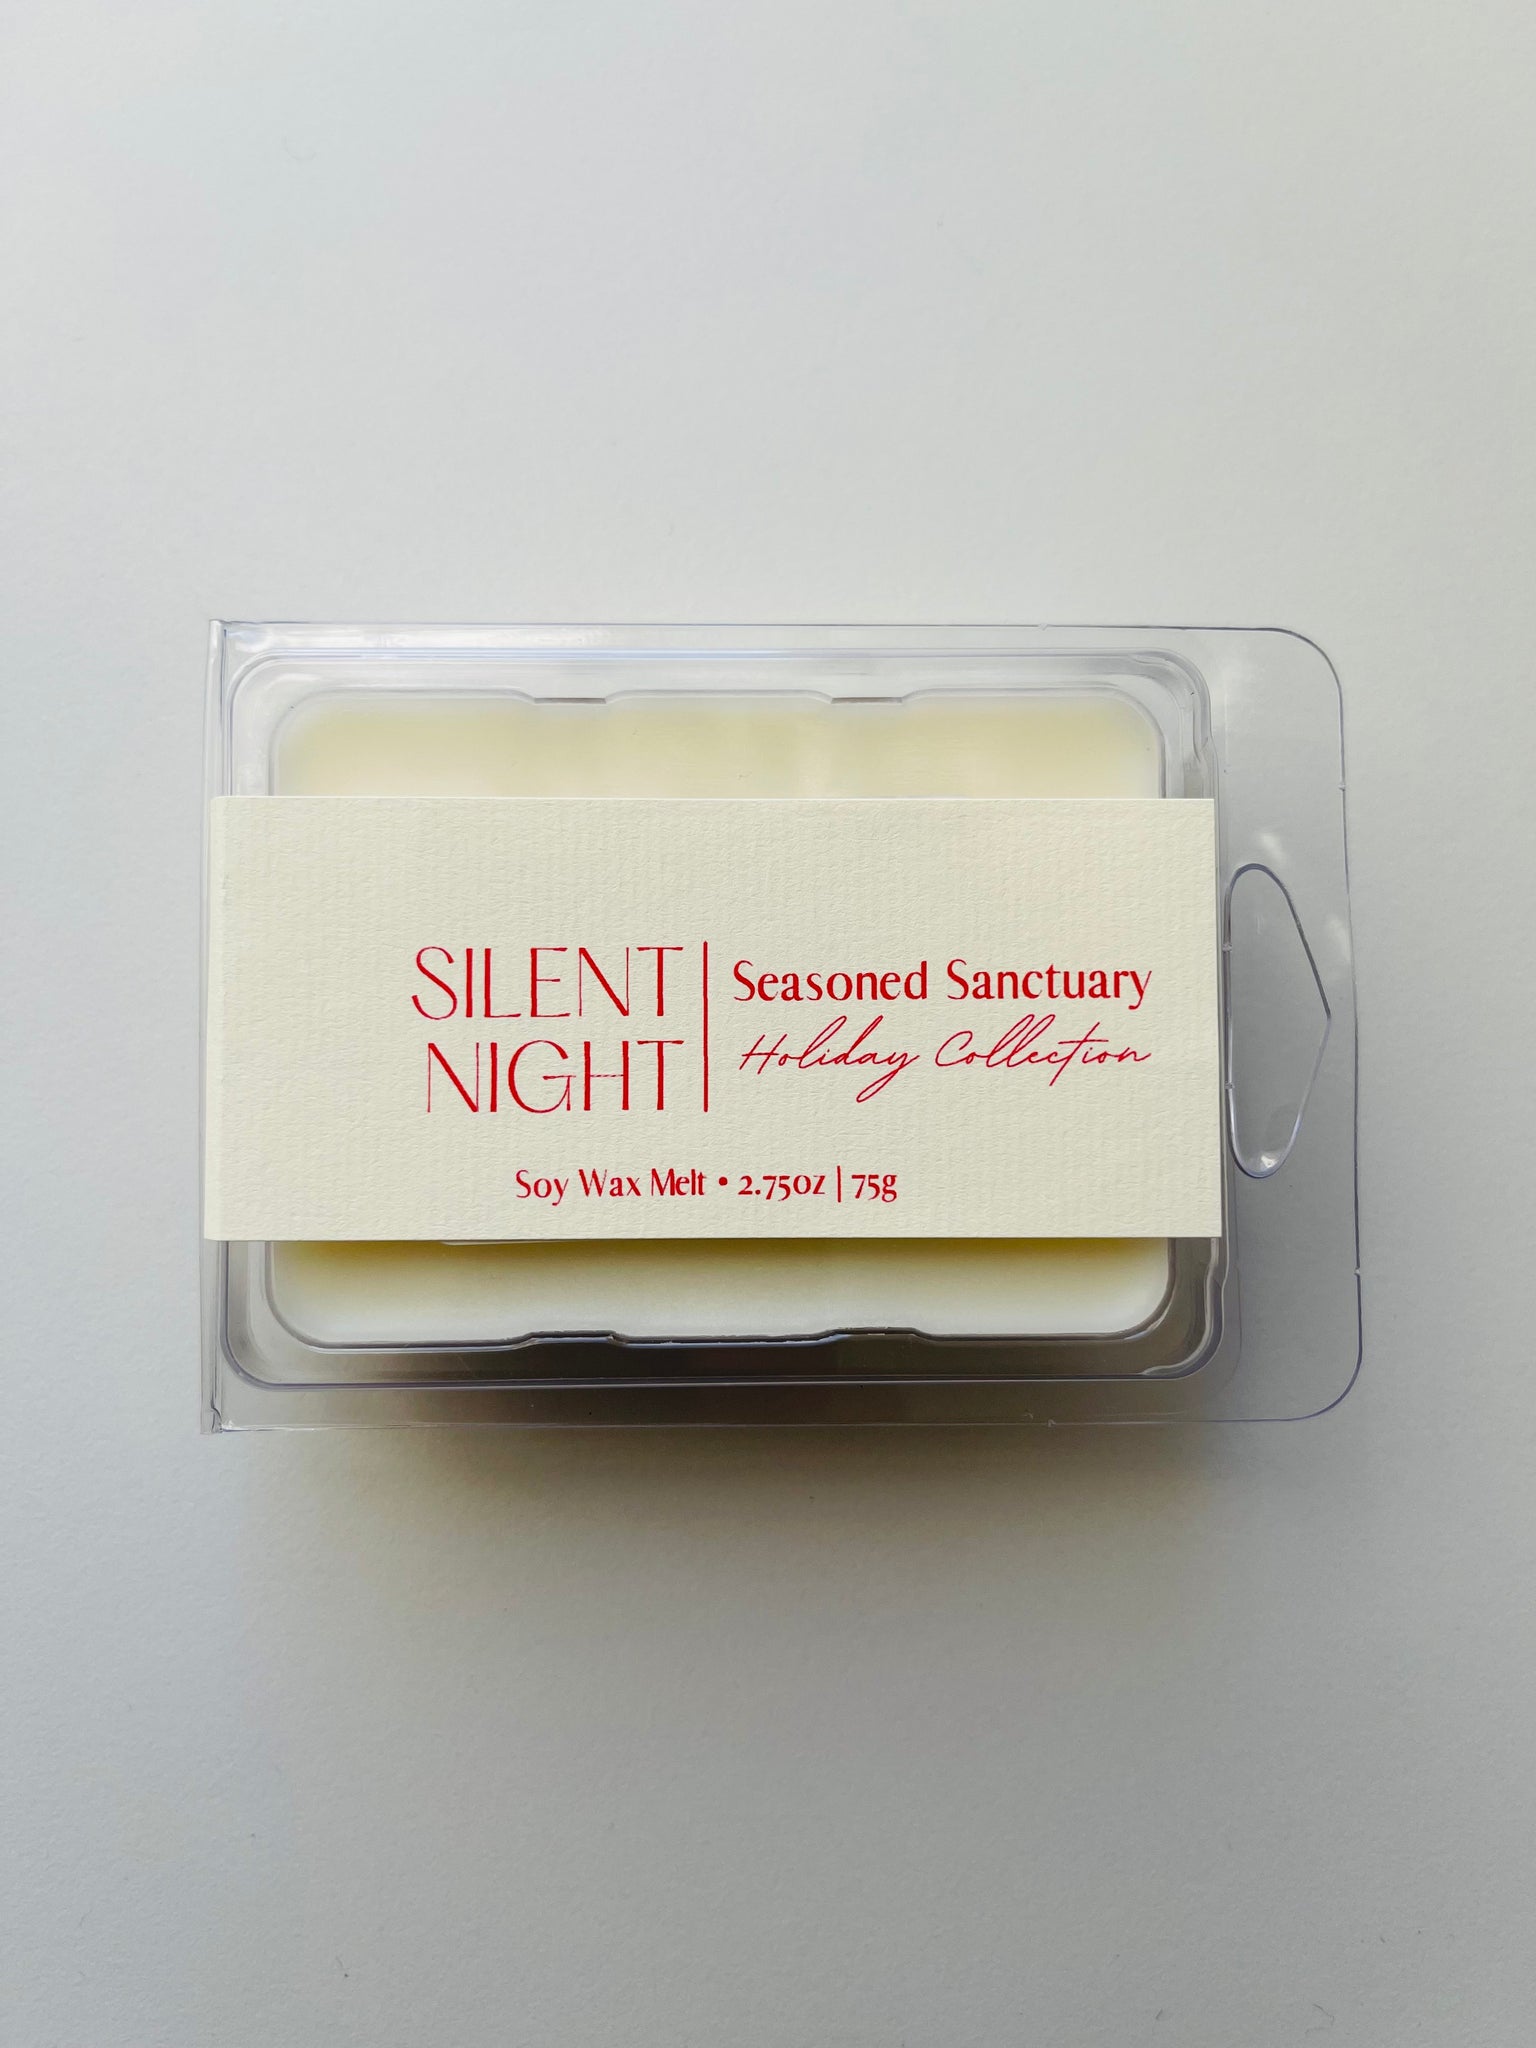 SILENT
NIGHT
Seasoned Sanctuary
Holiday Collection
Soy Wax Melt • 2.75oz | 75g